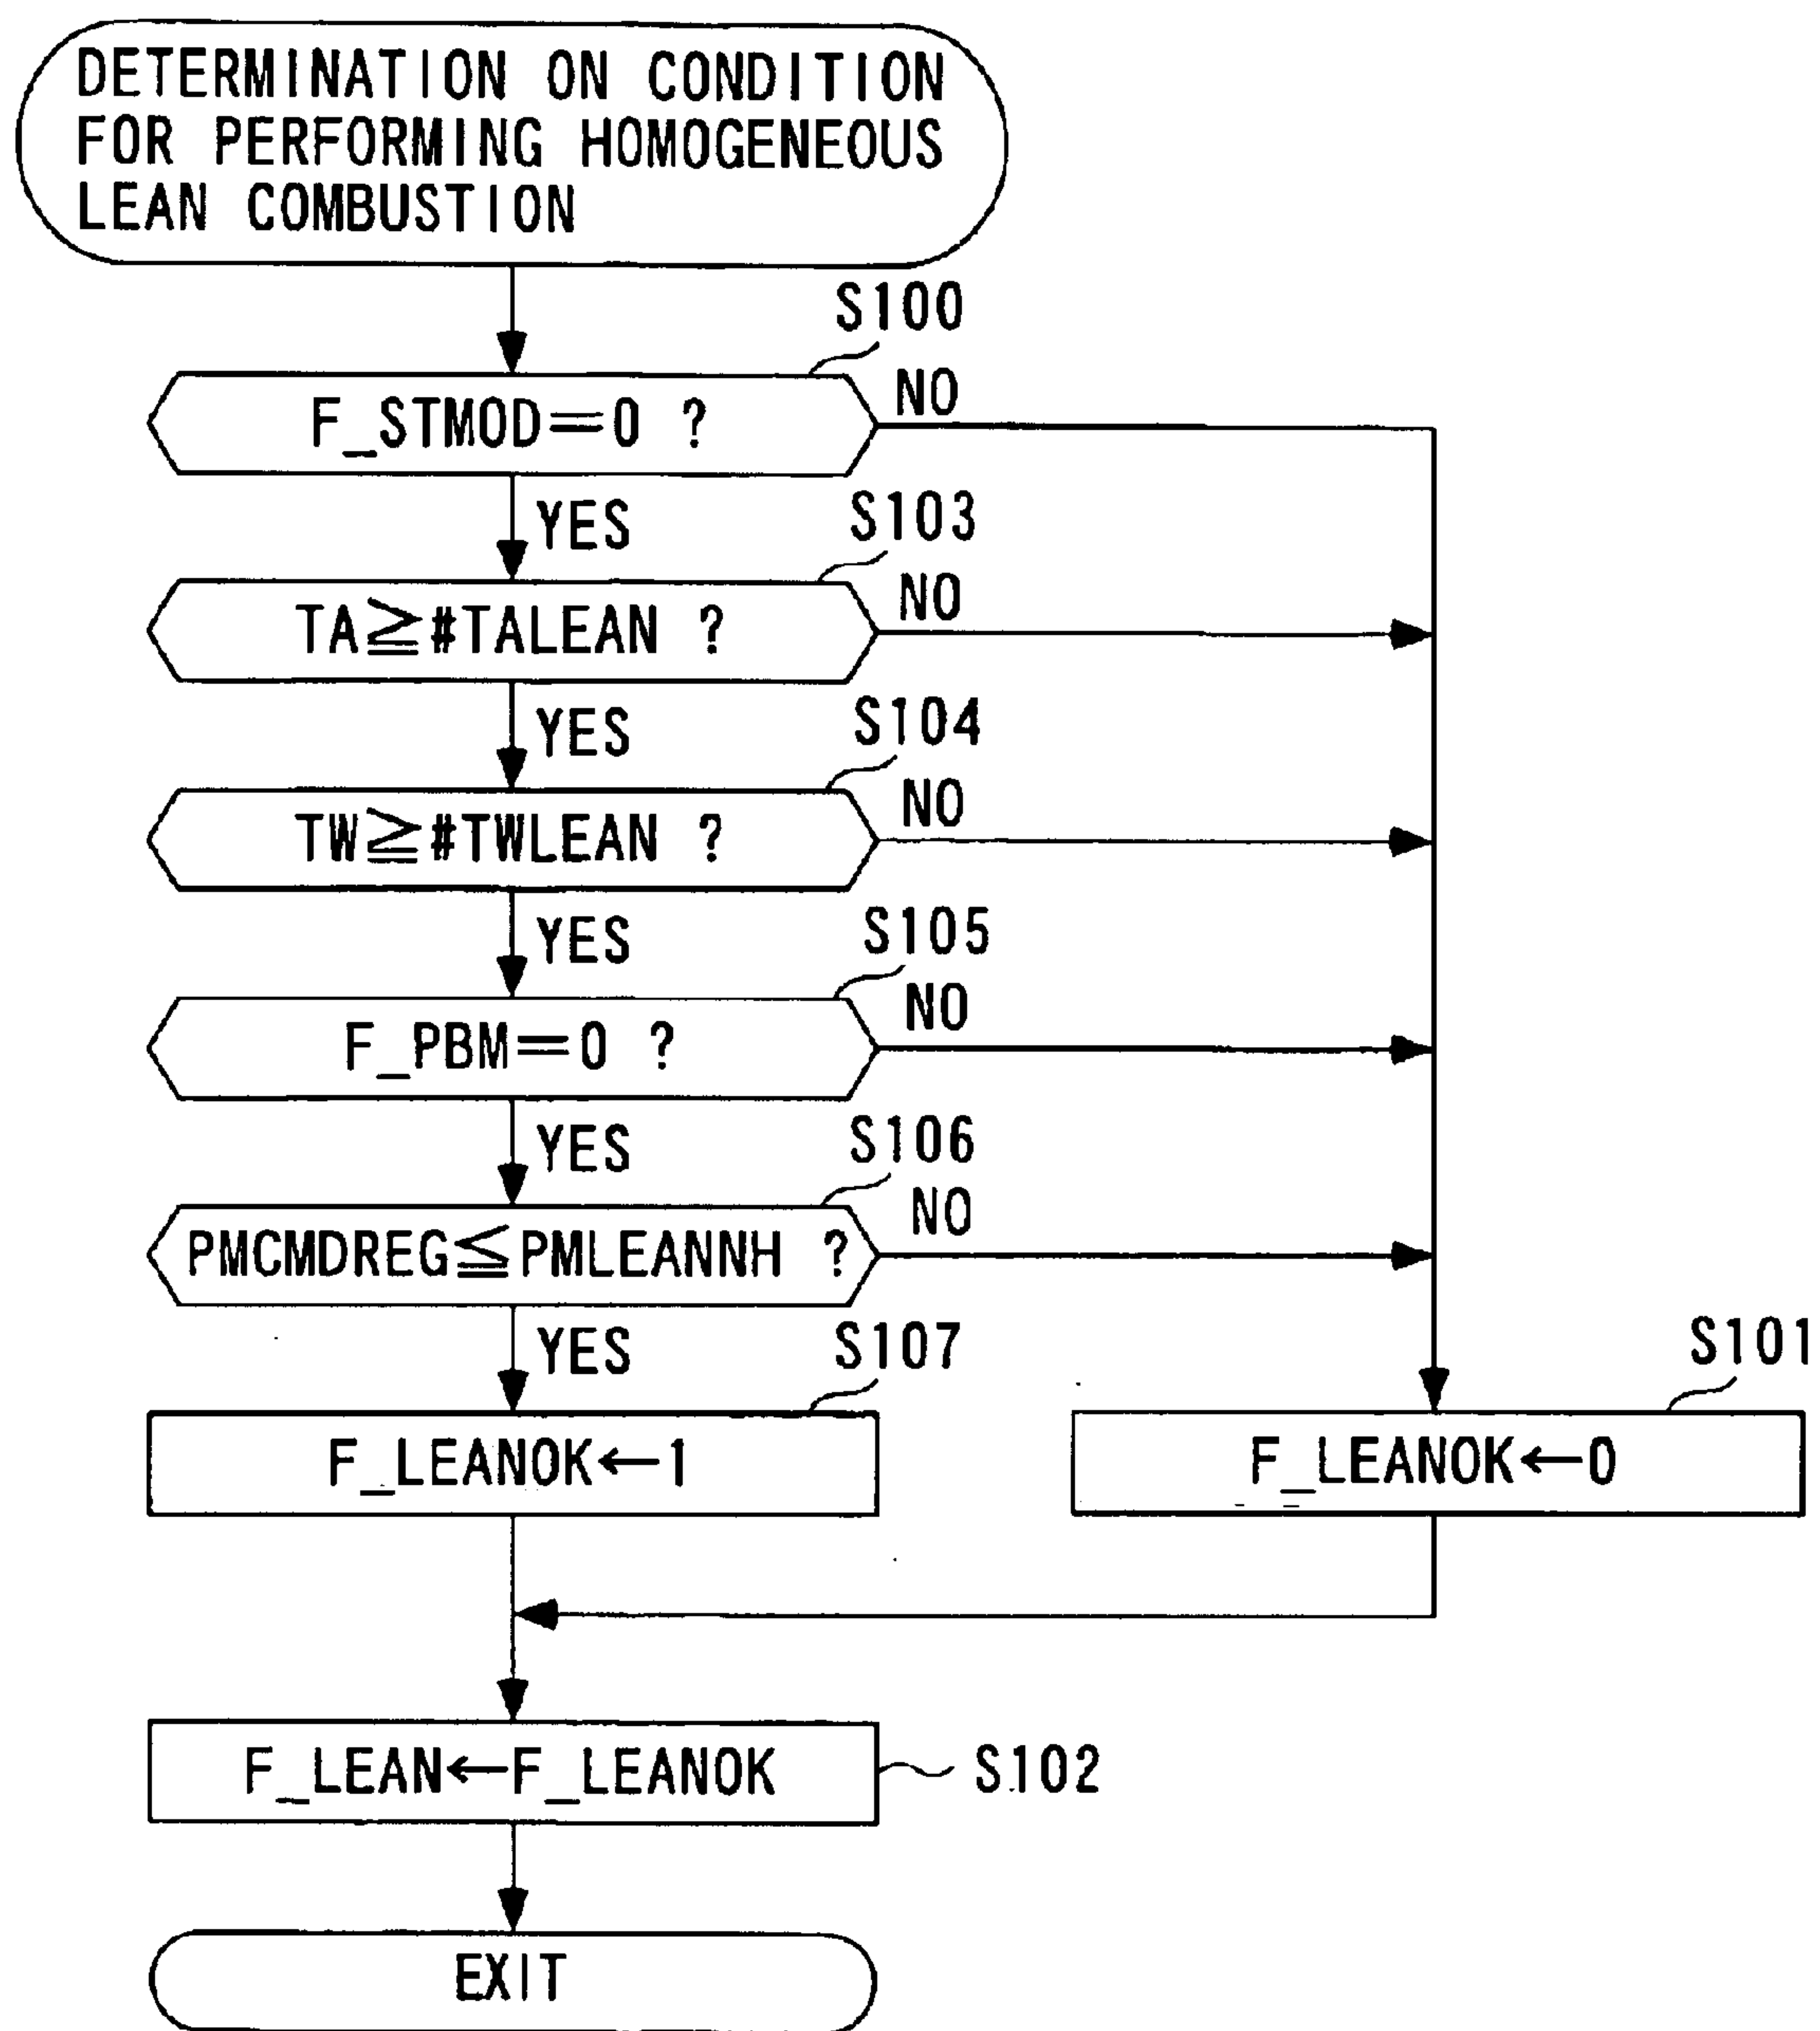 DETERMINATION ON CONDITION
FOR PERFORMING HOMOGENEOUS
LEAN COMBUSTION
S100
F_STMOD=0 ?
NO
YES
S103
TA≧#TALEAN ?
NO
YES
S104
TW≧#TWLEAN ?
NO
YES
S105
F_PBM=0 ?
NO
YES
S106
PMCMDREG≦PMLEANNH ?
NO
YES
S107
F_LEANOK←1
S101
F_LEANOK←0
F_LEAN←F_LEANOK
S102
EXIT